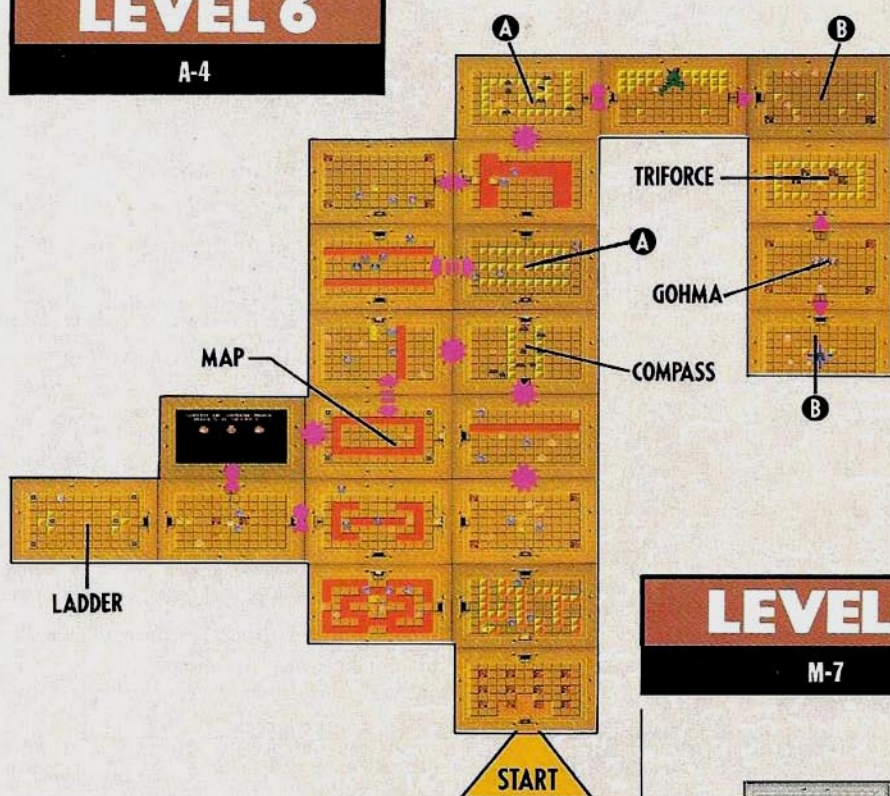 LEVEL 6
A-4
A
B
TRIFORCE
A
GOHMA
MAP
COMPASS
B
LADDER
LEVEL
M-7
START